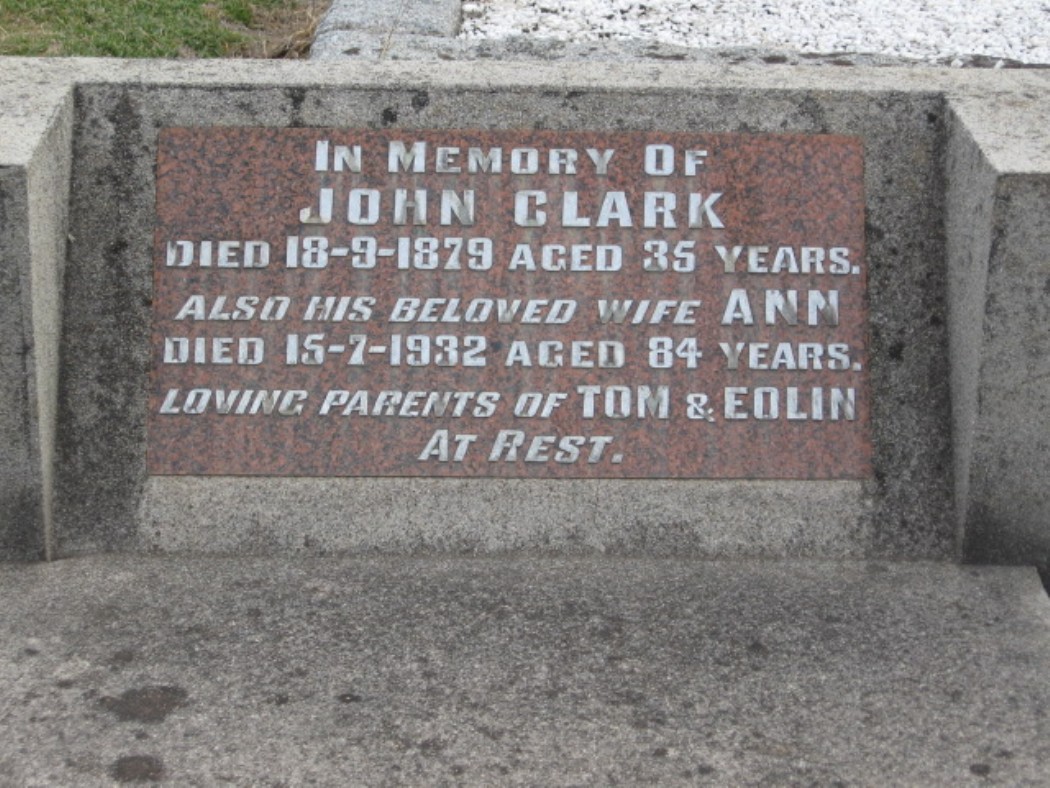 In Memory Of
JOHN CLARK
DIED 18-9-1879 AGED 35 YEARS.
ALSO HIS BELOVED WIFE ANN
DIED 15-7-1932 AGED 84 YEARS.
LOVING PARENTS OF TOM & EOLIN
AT REST.